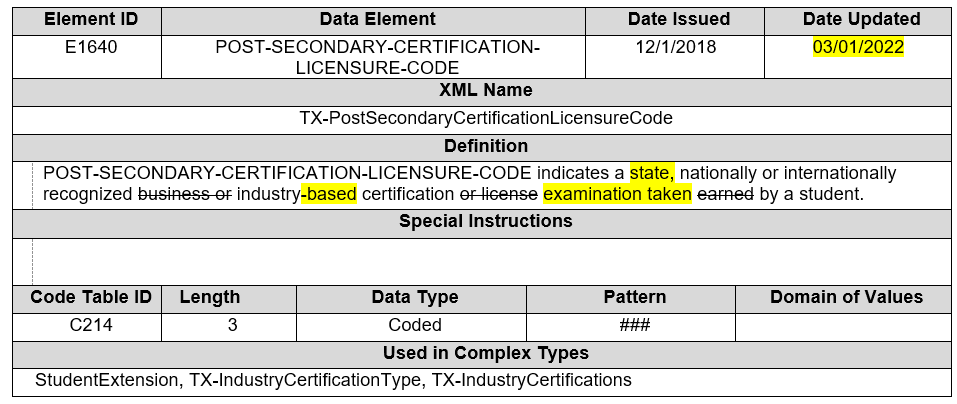 Element ID Data Element Date Issued Date Updated
E1640 POST-SECONDARY-CERTIFICATION- 12/1/2018 03/01/2022
LICENSURE-CODE
XML Name
TX-PostSecondaryCertificationLicensureCode
Definition
POST-SECONDARY-CERTIFICATION-LICENSURE-CODE indicates a state, nationally or internationally
recognized business or industry-based certification or license examination taken earned by a student.
Special Instructions
Code Table ID Length Data Type Pattern Domain of Values
C214 3 Coded ###
Used in Complex Types
StudentExtension, TX-IndustryCertificationType, TX-IndustryCertifications